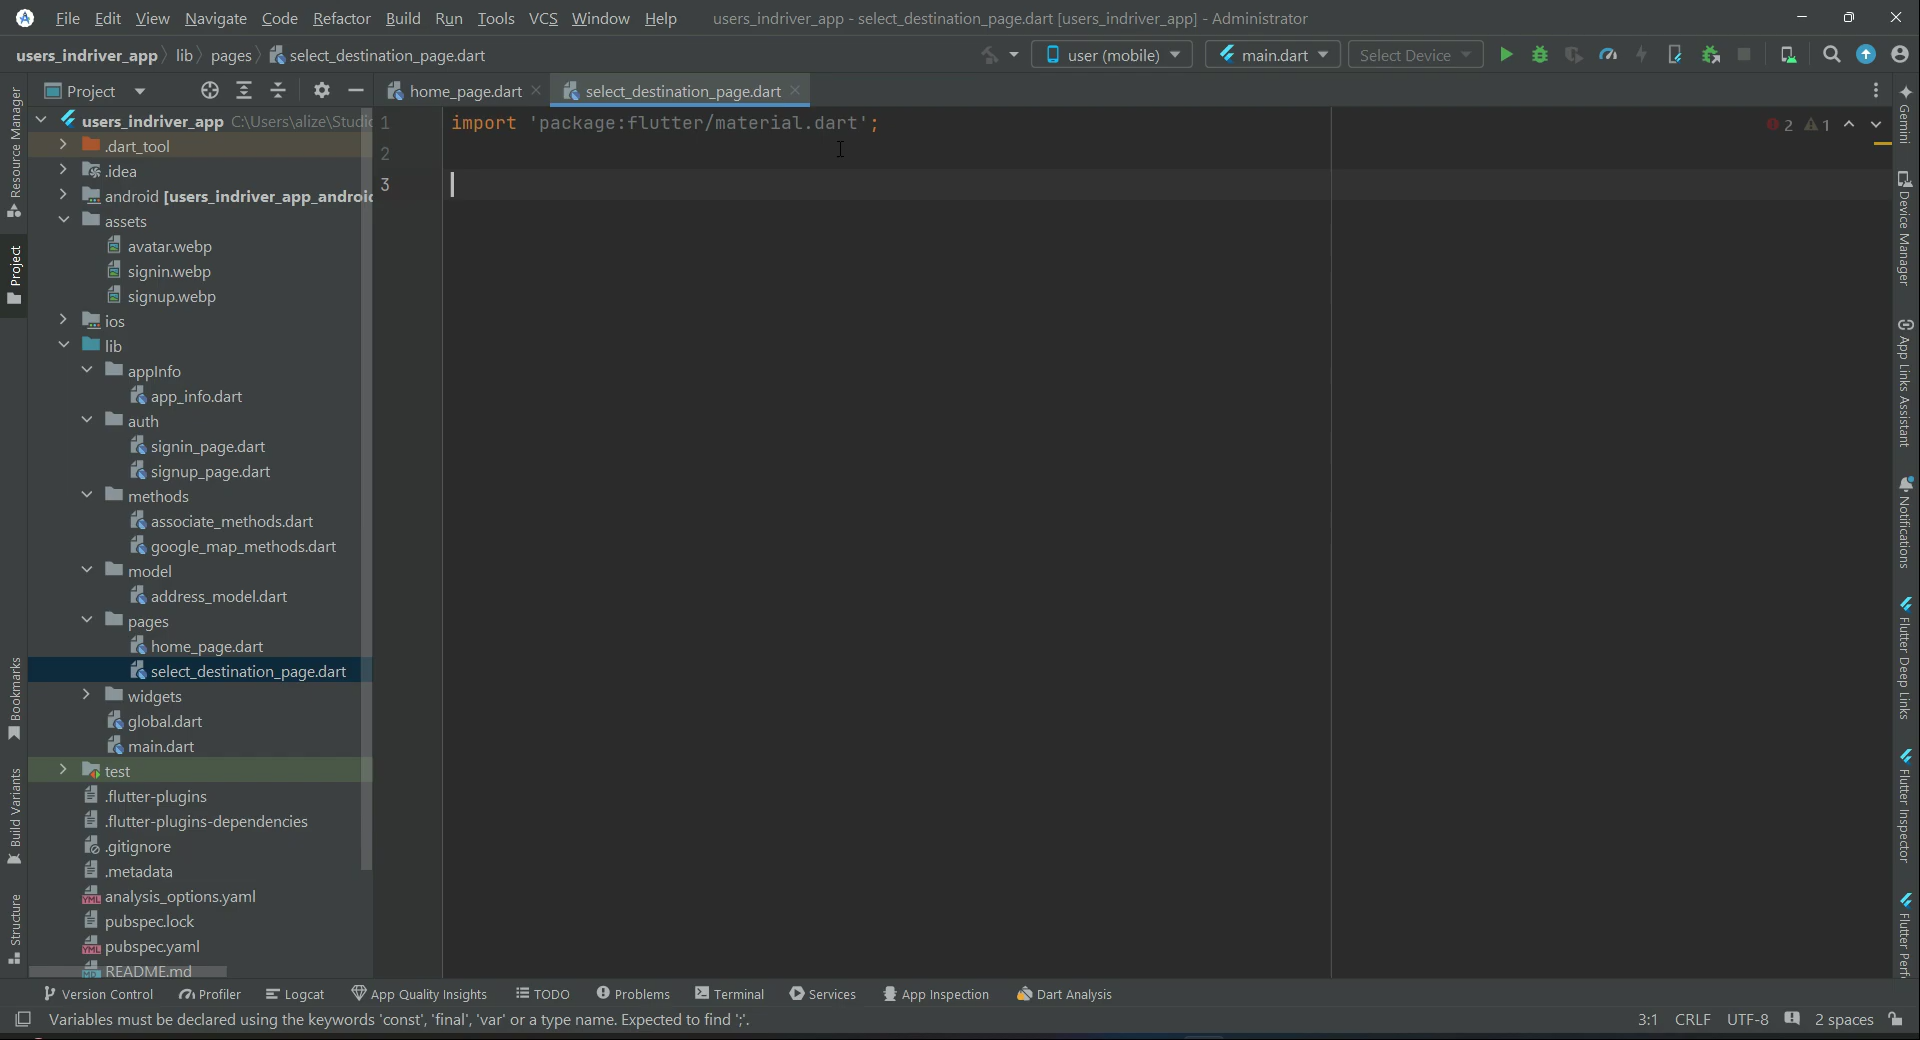 File Edit View Navigate Code Refactor Build Run Tools VCS Window Help users_indriver_app - select_destination_page.dart [users_indriver_app] - Administrator
users_indriver_app lib pages select_destination_page.dart user (mobile) main.dart Select Device
Project home_page.dart select_destination_page.dart
users_indriver_app C:\Users\alize\Studi
.dart_tool
.idea
android [users_indriver_app_androi
assets
avatar.webp
signin.webp
signup.webp
ios
lib
appInfo
app_info.dart
auth
signin_page.dart
signup_page.dart
methods
associate_methods.dart
google_map_methods.dart
model
address_model.dart
pages
home_page.dart
select_destination_page.dart
widgets
global.dart
main.dart
test
.flutter-plugins
.flutter-plugins-dependencies
.gitignore
.metadata
analysis_options.yaml
pubspec.lock
pubspec.yaml
README.md
1 import 'package:flutter/material.dart';
2
3
2 1
Resource Manager
Project
Bookmarks
Build Variants
Structure
Gemini
Device Manager
App Links Assistant
Notifications
Flutter Deep Links
Flutter Inspector
Flutter Perf
Version Control Profiler Logcat App Quality Insights TODO Problems Terminal Services App Inspection Dart Analysis
Variables must be declared using the keywords 'const', 'final', 'var' or a type name. Expected to find ';'. 3:1 CRLF UTF-8 2 spaces